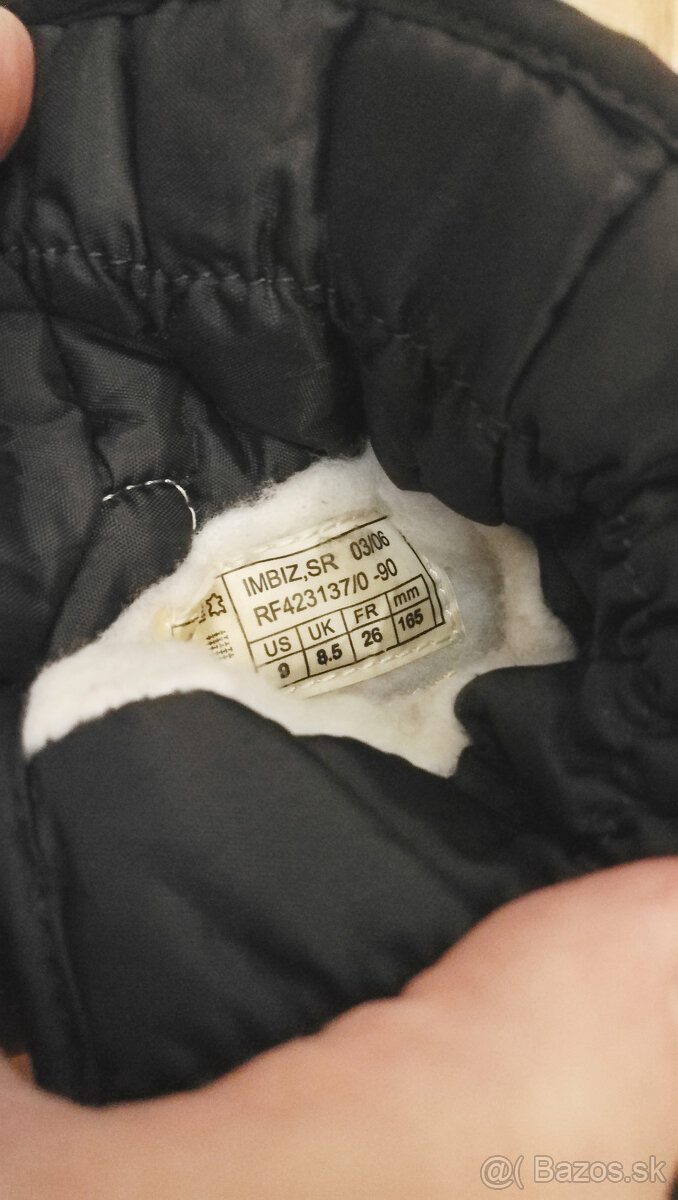 IMBIZ,SR 03/06
RF423137/0 -90
US UK FR mm
9 8.5 26 165
@( Bazos.sk